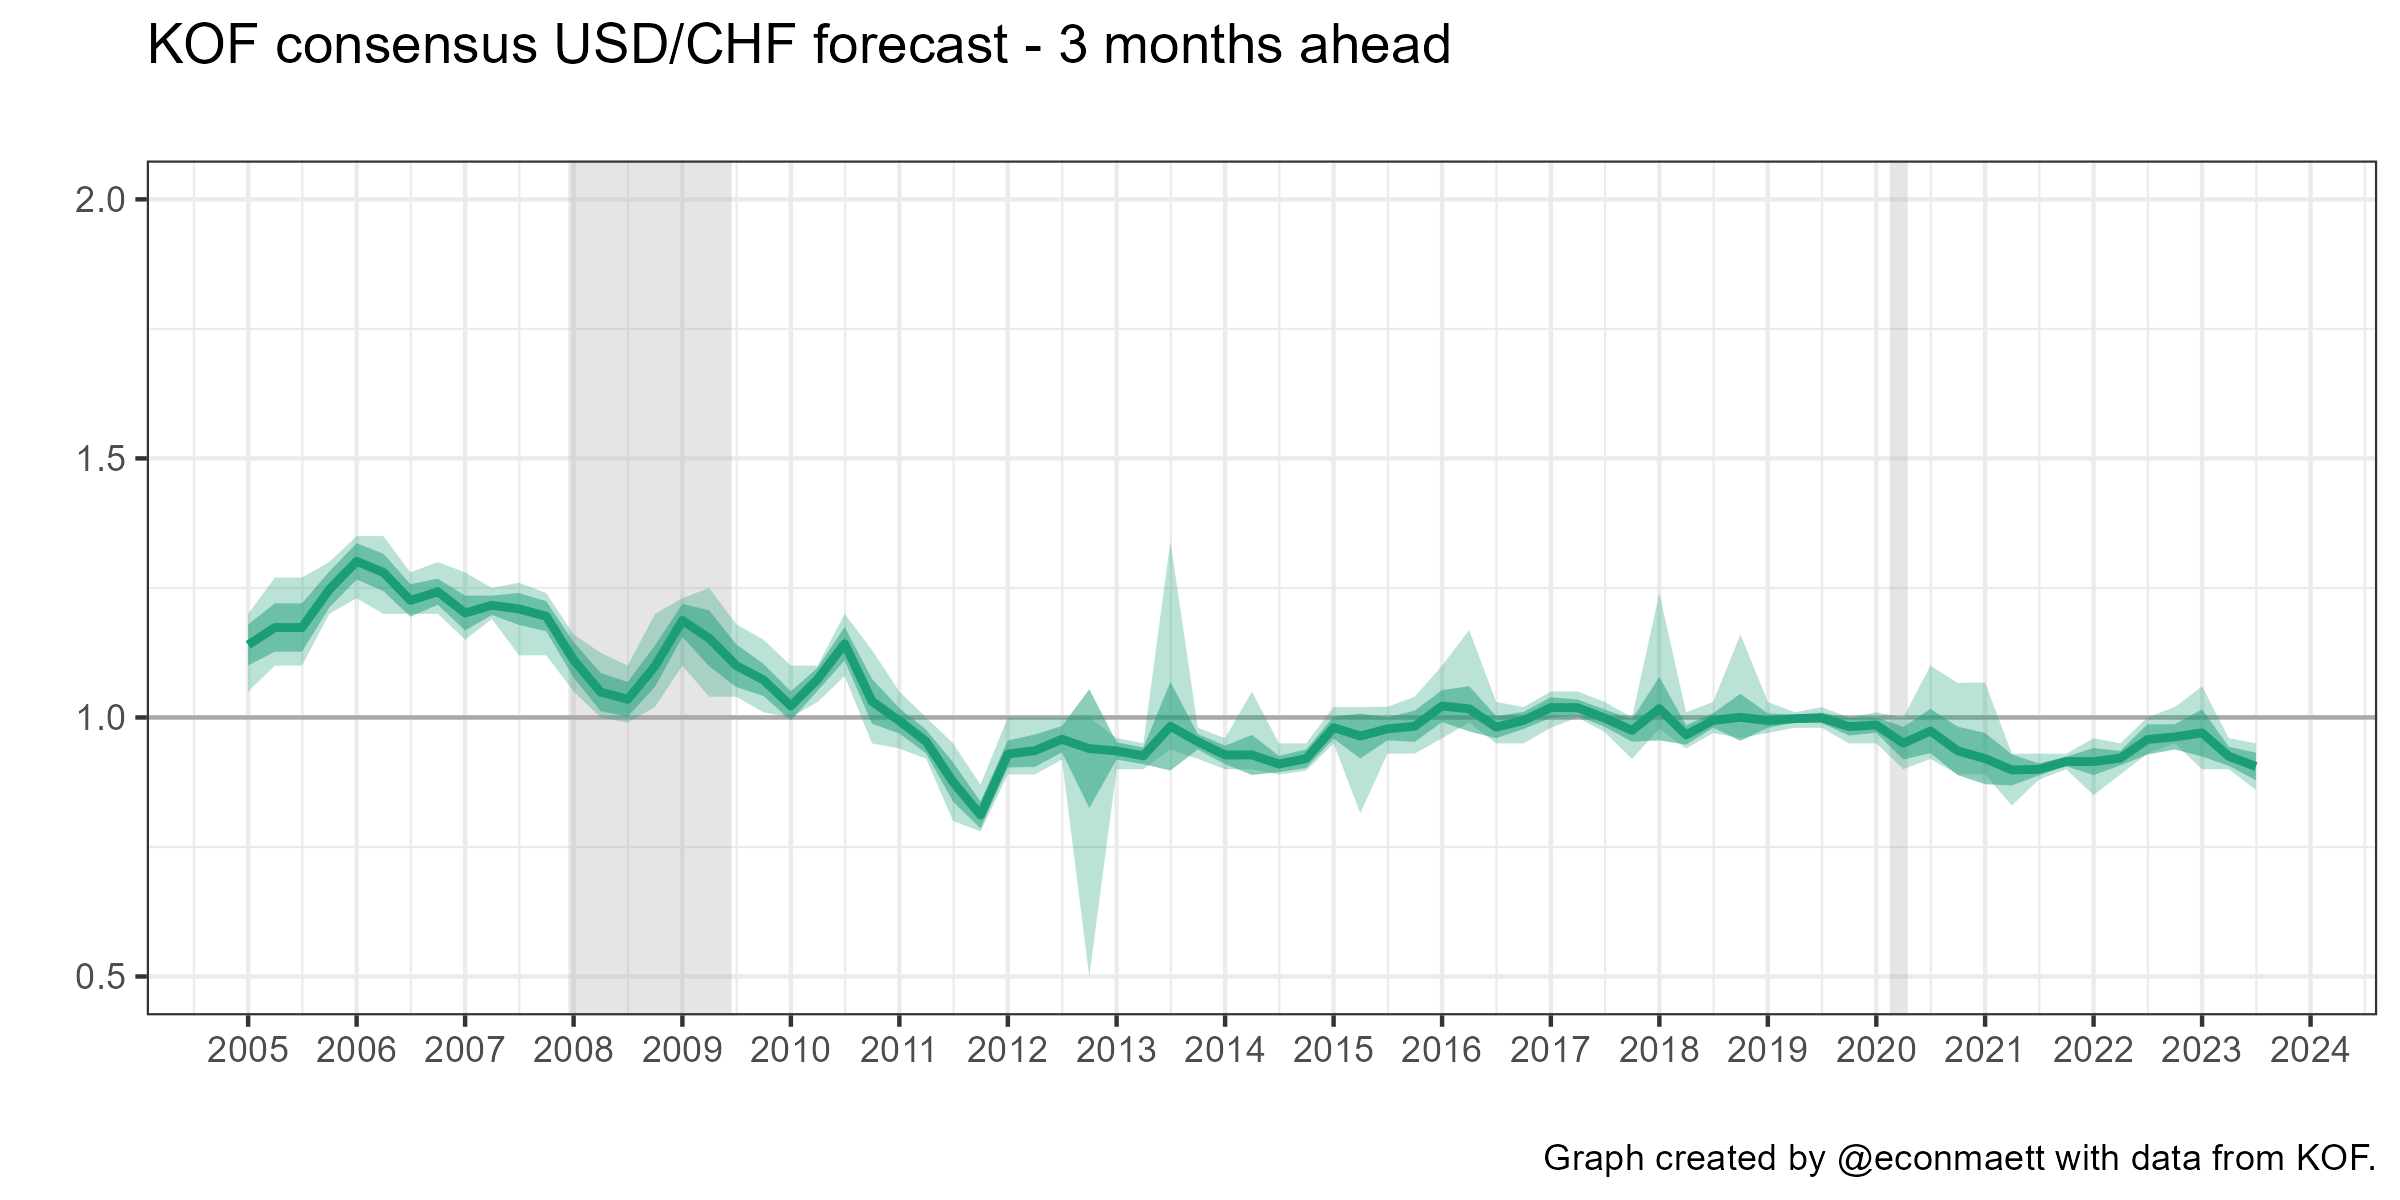 KOF consensus USD/CHF forecast - 3 months ahead
2.0
1.5
1.0
0.5
2005 2006 2007 2008 2009 2010 2011 2012 2013 2014 2015 2016 2017 2018 2019 2020 2021 2022 2023 2024
Graph created by @econmaett with data from KOF.